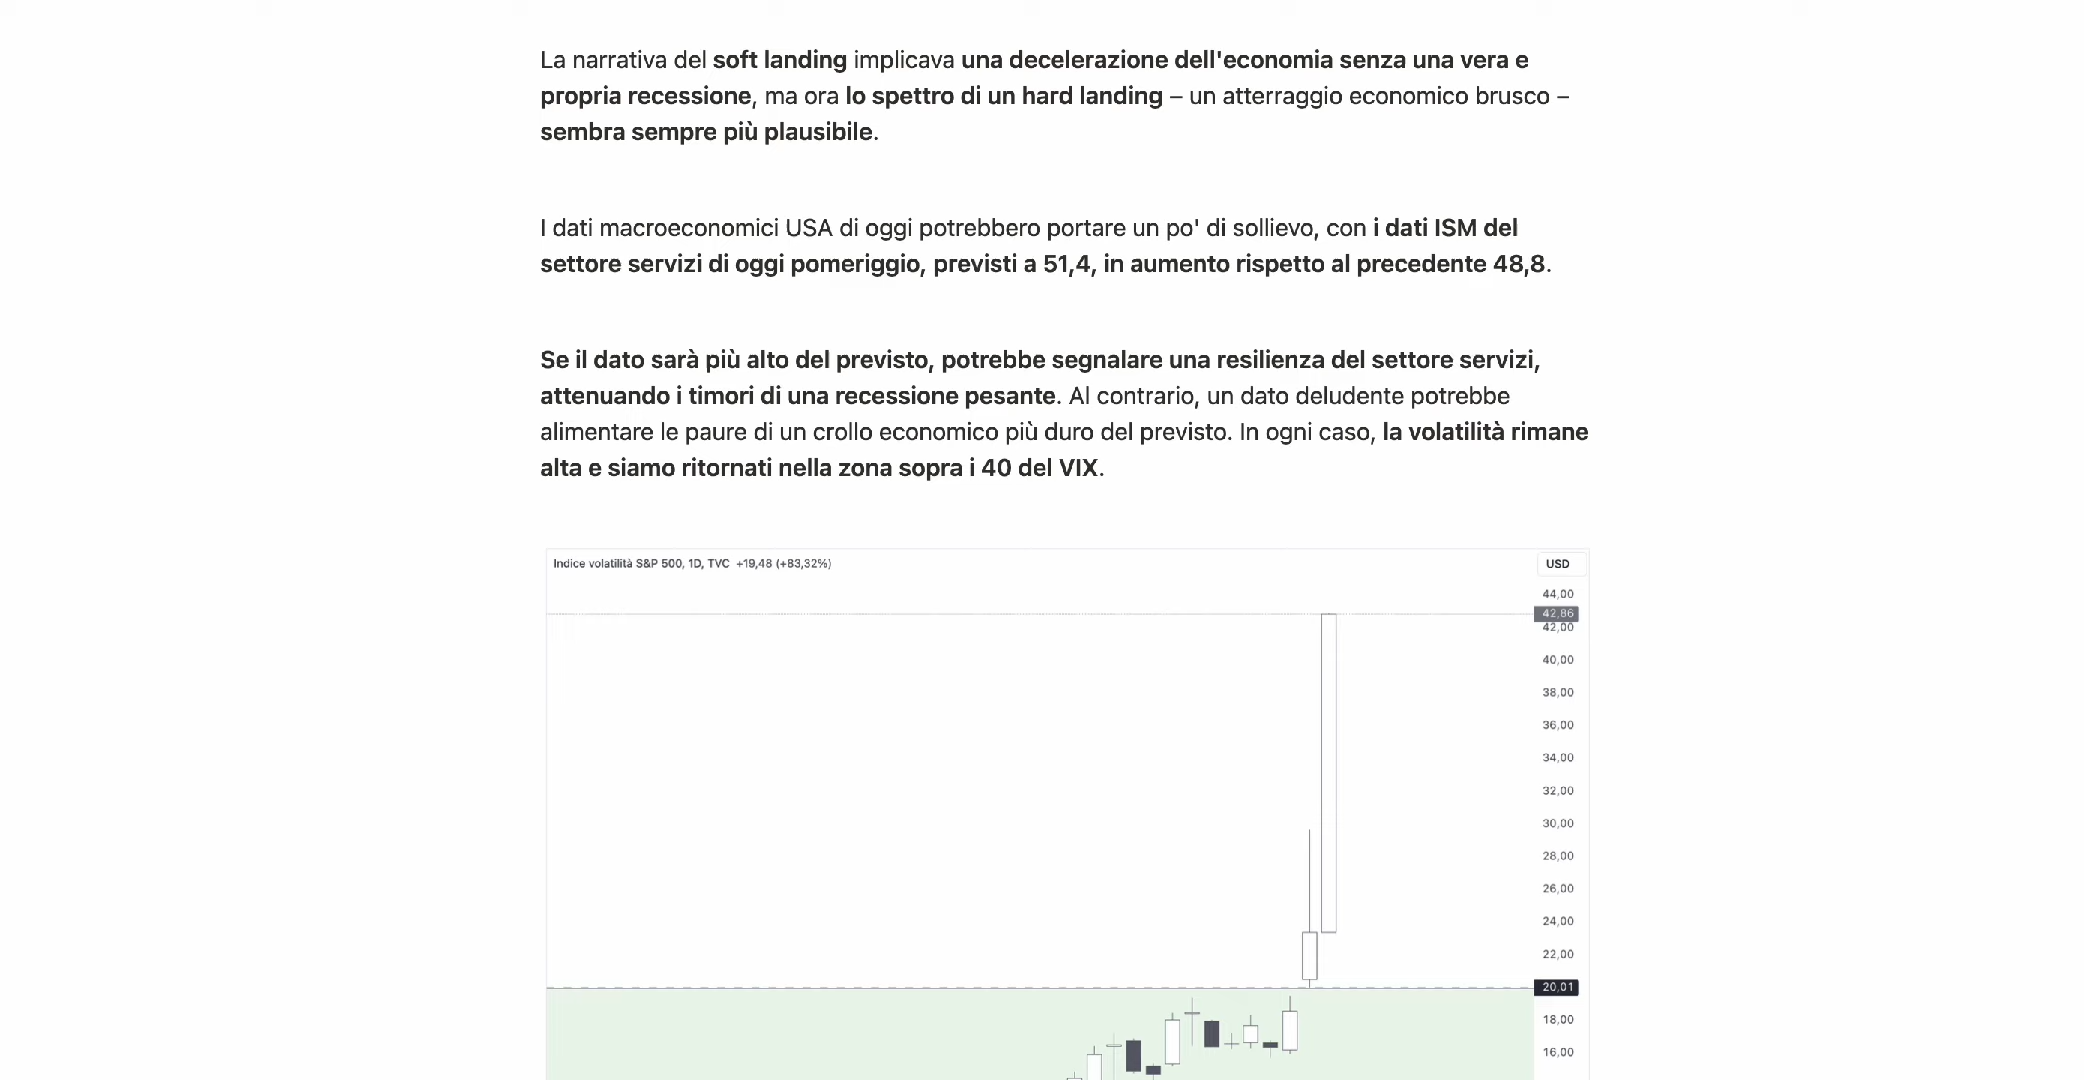 La narrativa del soft landing implicava una decelerazione dell'economia senza una vera e
propria recessione, ma ora lo spettro di un hard landing – un atterraggio economico brusco –
sembra sempre più plausibile.
I dati macroeconomici USA di oggi potrebbero portare un po' di sollievo, con i dati ISM del
settore servizi di oggi pomeriggio, previsti a 51,4, in aumento rispetto al precedente 48,8.
Se il dato sarà più alto del previsto, potrebbe segnalare una resilienza del settore servizi,
attenuando i timori di una recessione pesante. Al contrario, un dato deludente potrebbe
alimentare le paure di un crollo economico più duro del previsto. In ogni caso, la volatilità rimane
alta e siamo ritornati nella zona sopra i 40 del VIX.
Indice volatilità S&P 500, 1D, TVC +19,48 (+83,32%)
USD
44,00
42,86
42,00
40,00
38,00
36,00
34,00
32,00
30,00
28,00
26,00
24,00
22,00
20,01
18,00
16,00